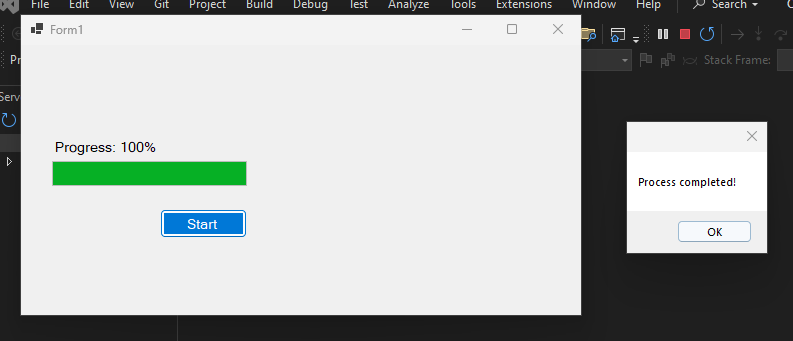 File Edit View Git Project Build Debug Test Analyze Tools Extensions Window Help Search
Form1
Stack Frame:
Progress: 100%
Start
Process completed!
OK